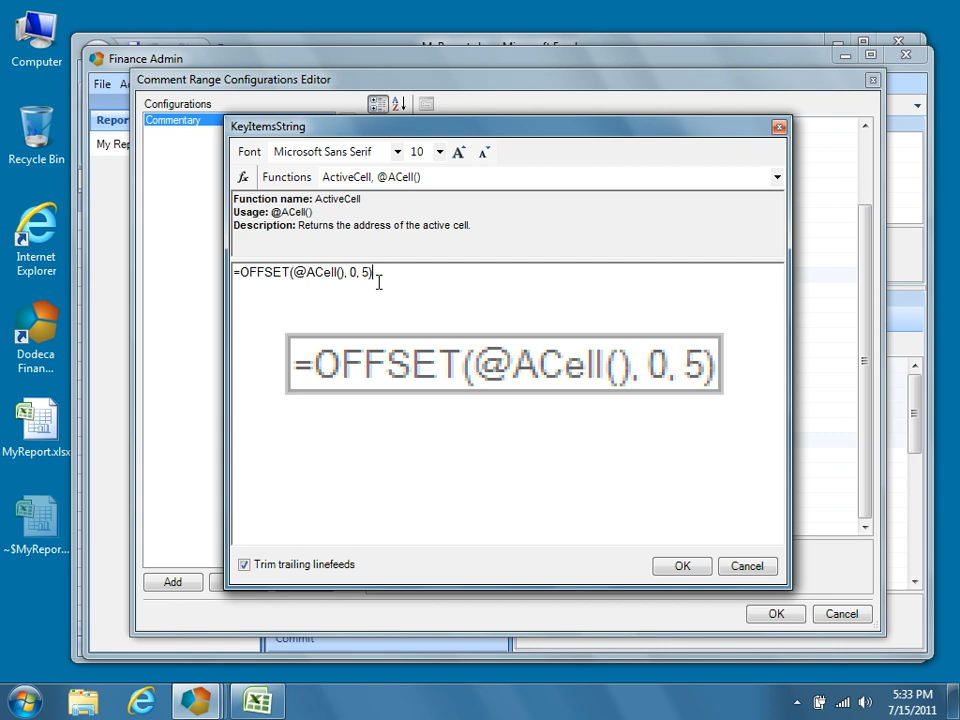 Computer
Recycle Bin
Internet
Explorer
Dodeca
Finan...
MyReport.xlsx
~$MyRepor...
Finance Admin
File
Repor
My Rep
Comment Range Configurations Editor
Configurations
Commentary
KeyItemsString
Font Microsoft Sans Serif 10
fx Functions ActiveCell, @ACell()
Function name: ActiveCell
Usage: @ACell()
Description: Returns the address of the active cell.
=OFFSET(@ACell(), 0, 5)
=OFFSET(@ACell(), 0, 5)
Trim trailing linefeeds
OK Cancel
Add
OK Cancel
Commit
5:33 PM
7/15/2011